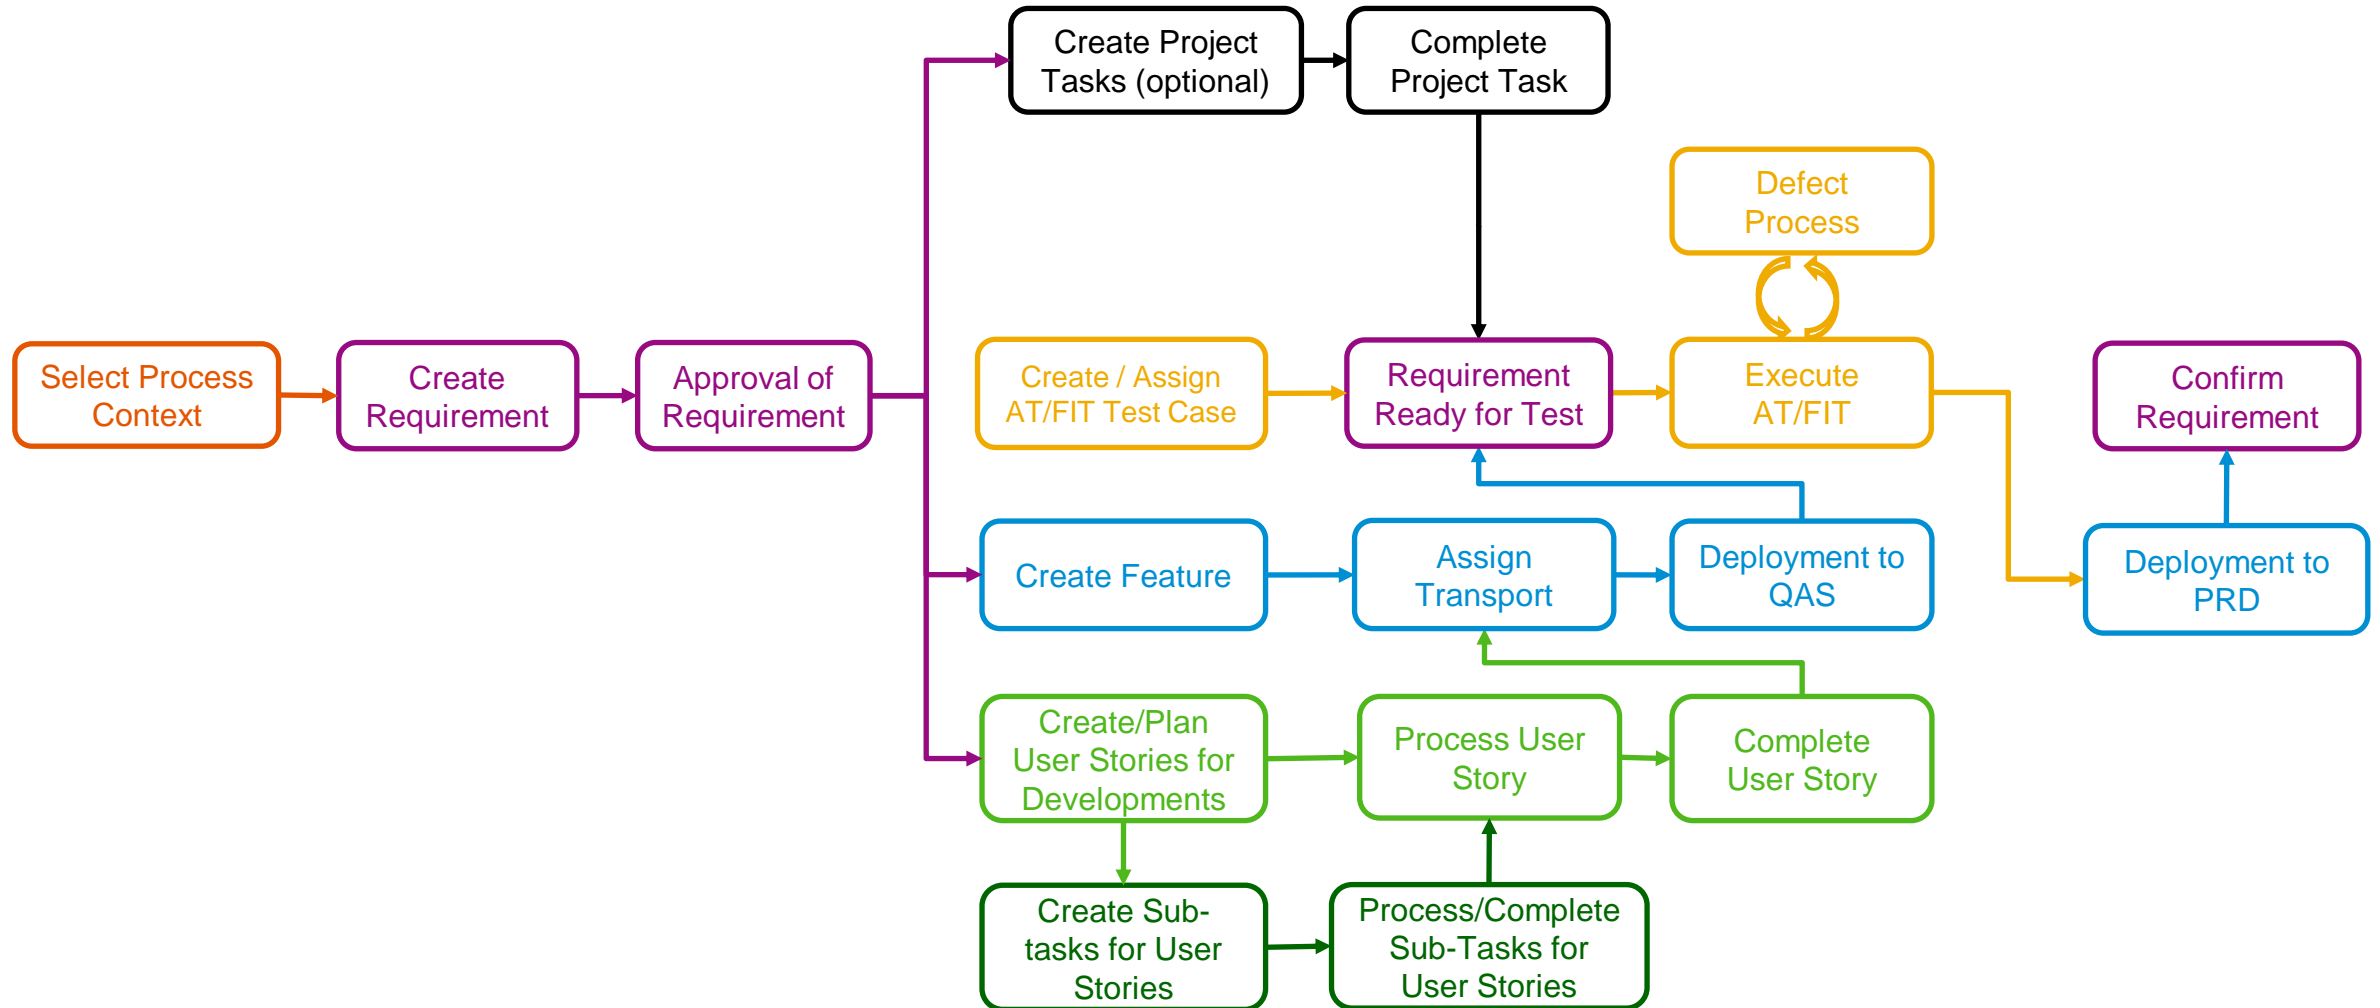 Create Project
Tasks (optional)
Complete
Project Task
Defect
Process
Select Process
Context
Create
Requirement
Approval of
Requirement
Create / Assign
AT/FIT Test Case
Requirement
Ready for Test
Execute
AT/FIT
Confirm
Requirement
Create Feature
Assign
Transport
Deployment to
QAS
Deployment to
PRD
Create/Plan
User Stories for
Developments
Process User
Story
Complete
User Story
Create Sub-
tasks for User
Stories
Process/Complete
Sub-Tasks for
User Stories